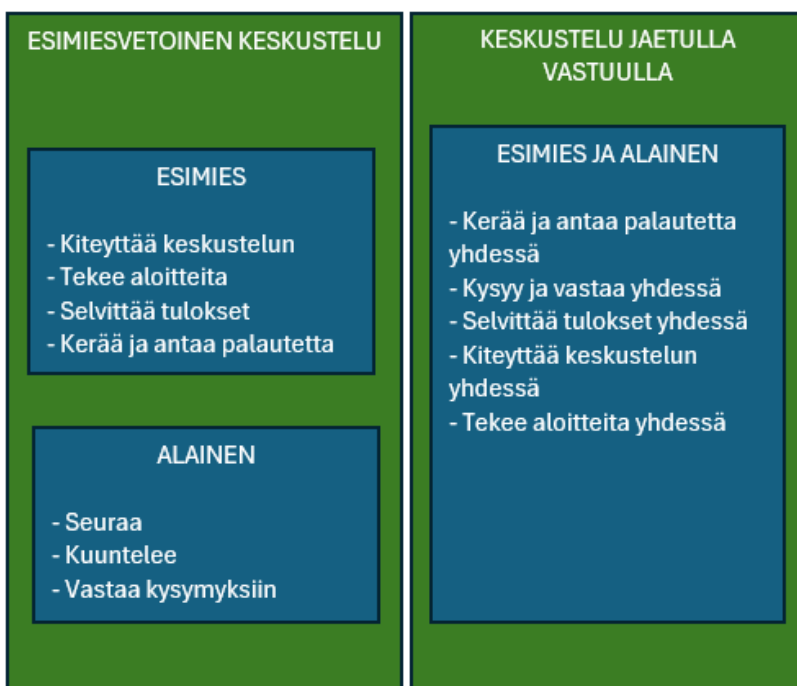 ESIMIESVETOINEN KESKUSTELU
ESIMIES
- Kiteyttää keskustelun
- Tekee aloitteita
- Selvittää tulokset
- Kerää ja antaa palautetta
ALAINEN
- Seuraa
- Kuuntelee
- Vastaa kysymyksiin
KESKUSTELU JAETULLA
VASTUULLA
ESIMIES JA ALAINEN
- Kerää ja antaa palautetta
yhdessä
- Kysyy ja vastaa yhdessä
- Selvittää tulokset yhdessä
- Kiteyttää keskustelun
yhdessä
- Tekee aloitteita yhdessä